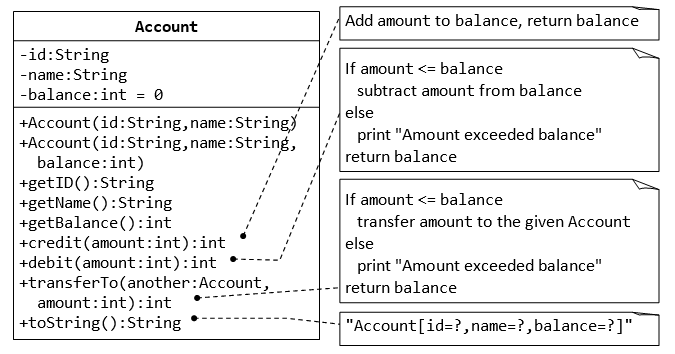 Account
-id:String
-name:String
-balance:int = 0
+Account(id:String,name:String)
+Account(id:String,name:String,
balance:int)
+getID():String
+getName():String
+getBalance():int
+credit(amount:int):int
+debit(amount:int):int
+transferTo(another:Account,
amount:int):int
+toString():String
Add amount to balance, return balance
If amount <= balance
subtract amount from balance
else
print "Amount exceeded balance"
return balance
If amount <= balance
transfer amount to the given Account
else
print "Amount exceeded balance"
return balance
"Account[id=?,name=?,balance=?]"